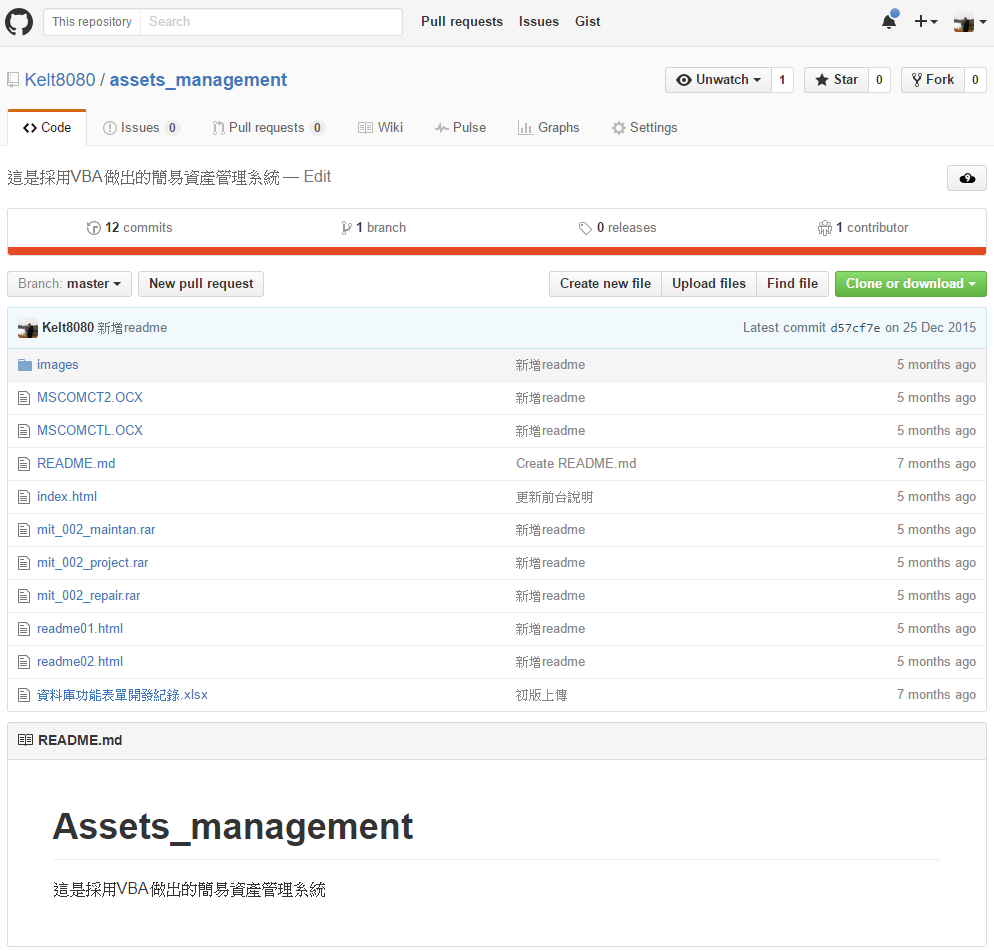 This repository Search Pull requests Issues Gist
Kelt8080 / assets_management Unwatch 1 Star 0 Fork 0
Code Issues 0 Pull requests 0 Wiki Pulse Graphs Settings
這是採用VBA做出的簡易資產管理系統 — Edit
12 commits 1 branch 0 releases 1 contributor
Branch: master New pull request Create new file Upload files Find file Clone or download
Kelt8080 新增readme Latest commit d57cf7e on 25 Dec 2015
images 新增readme 5 months ago
MSCOMCT2.OCX 新增readme 5 months ago
MSCOMCTL.OCX 新增readme 5 months ago
README.md Create README.md 7 months ago
index.html 更新前台說明 5 months ago
mit_002_maintan.rar 新增readme 5 months ago
mit_002_project.rar 新增readme 5 months ago
mit_002_repair.rar 新增readme 5 months ago
readme01.html 新增readme 5 months ago
readme02.html 新增readme 5 months ago
資料庫功能表單開發紀錄.xlsx 初版上傳 7 months ago
README.md
Assets_management
這是採用VBA做出的簡易資產管理系統